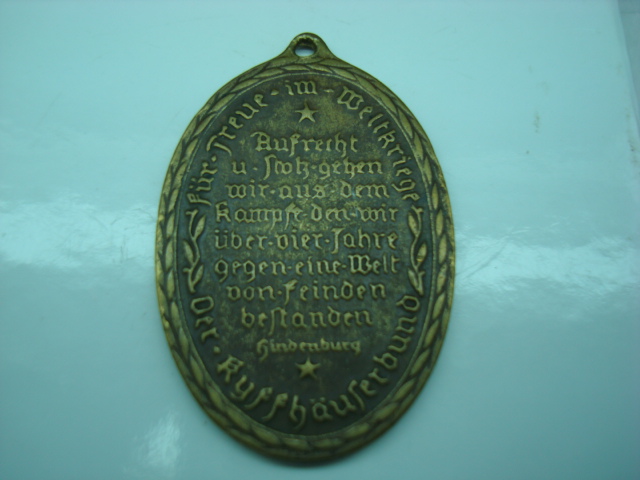 für · Treue · im · Weltkriege
Aufrecht
u · Stolz · gehen
wir · aus · dem
Kampfe · den · wir
über · vier · Jahre
gegen · eine · Welt
von · Feinden
bestanden
Hindenburg
Der · Kyffhäuserbund